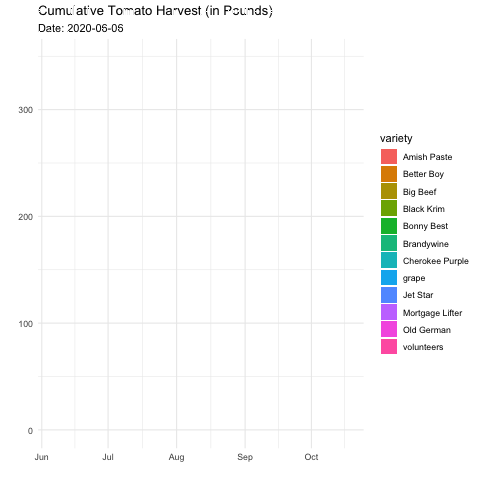 Cumulative Tomato Harvest (in Pounds)
Date: 2020-06-06
300
200
100
0
Jun Jul Aug Sep Oct
variety
Amish Paste
Better Boy
Big Beef
Black Krim
Bonny Best
Brandywine
Cherokee Purple
grape
Jet Star
Mortgage Lifter
Old German
volunteers